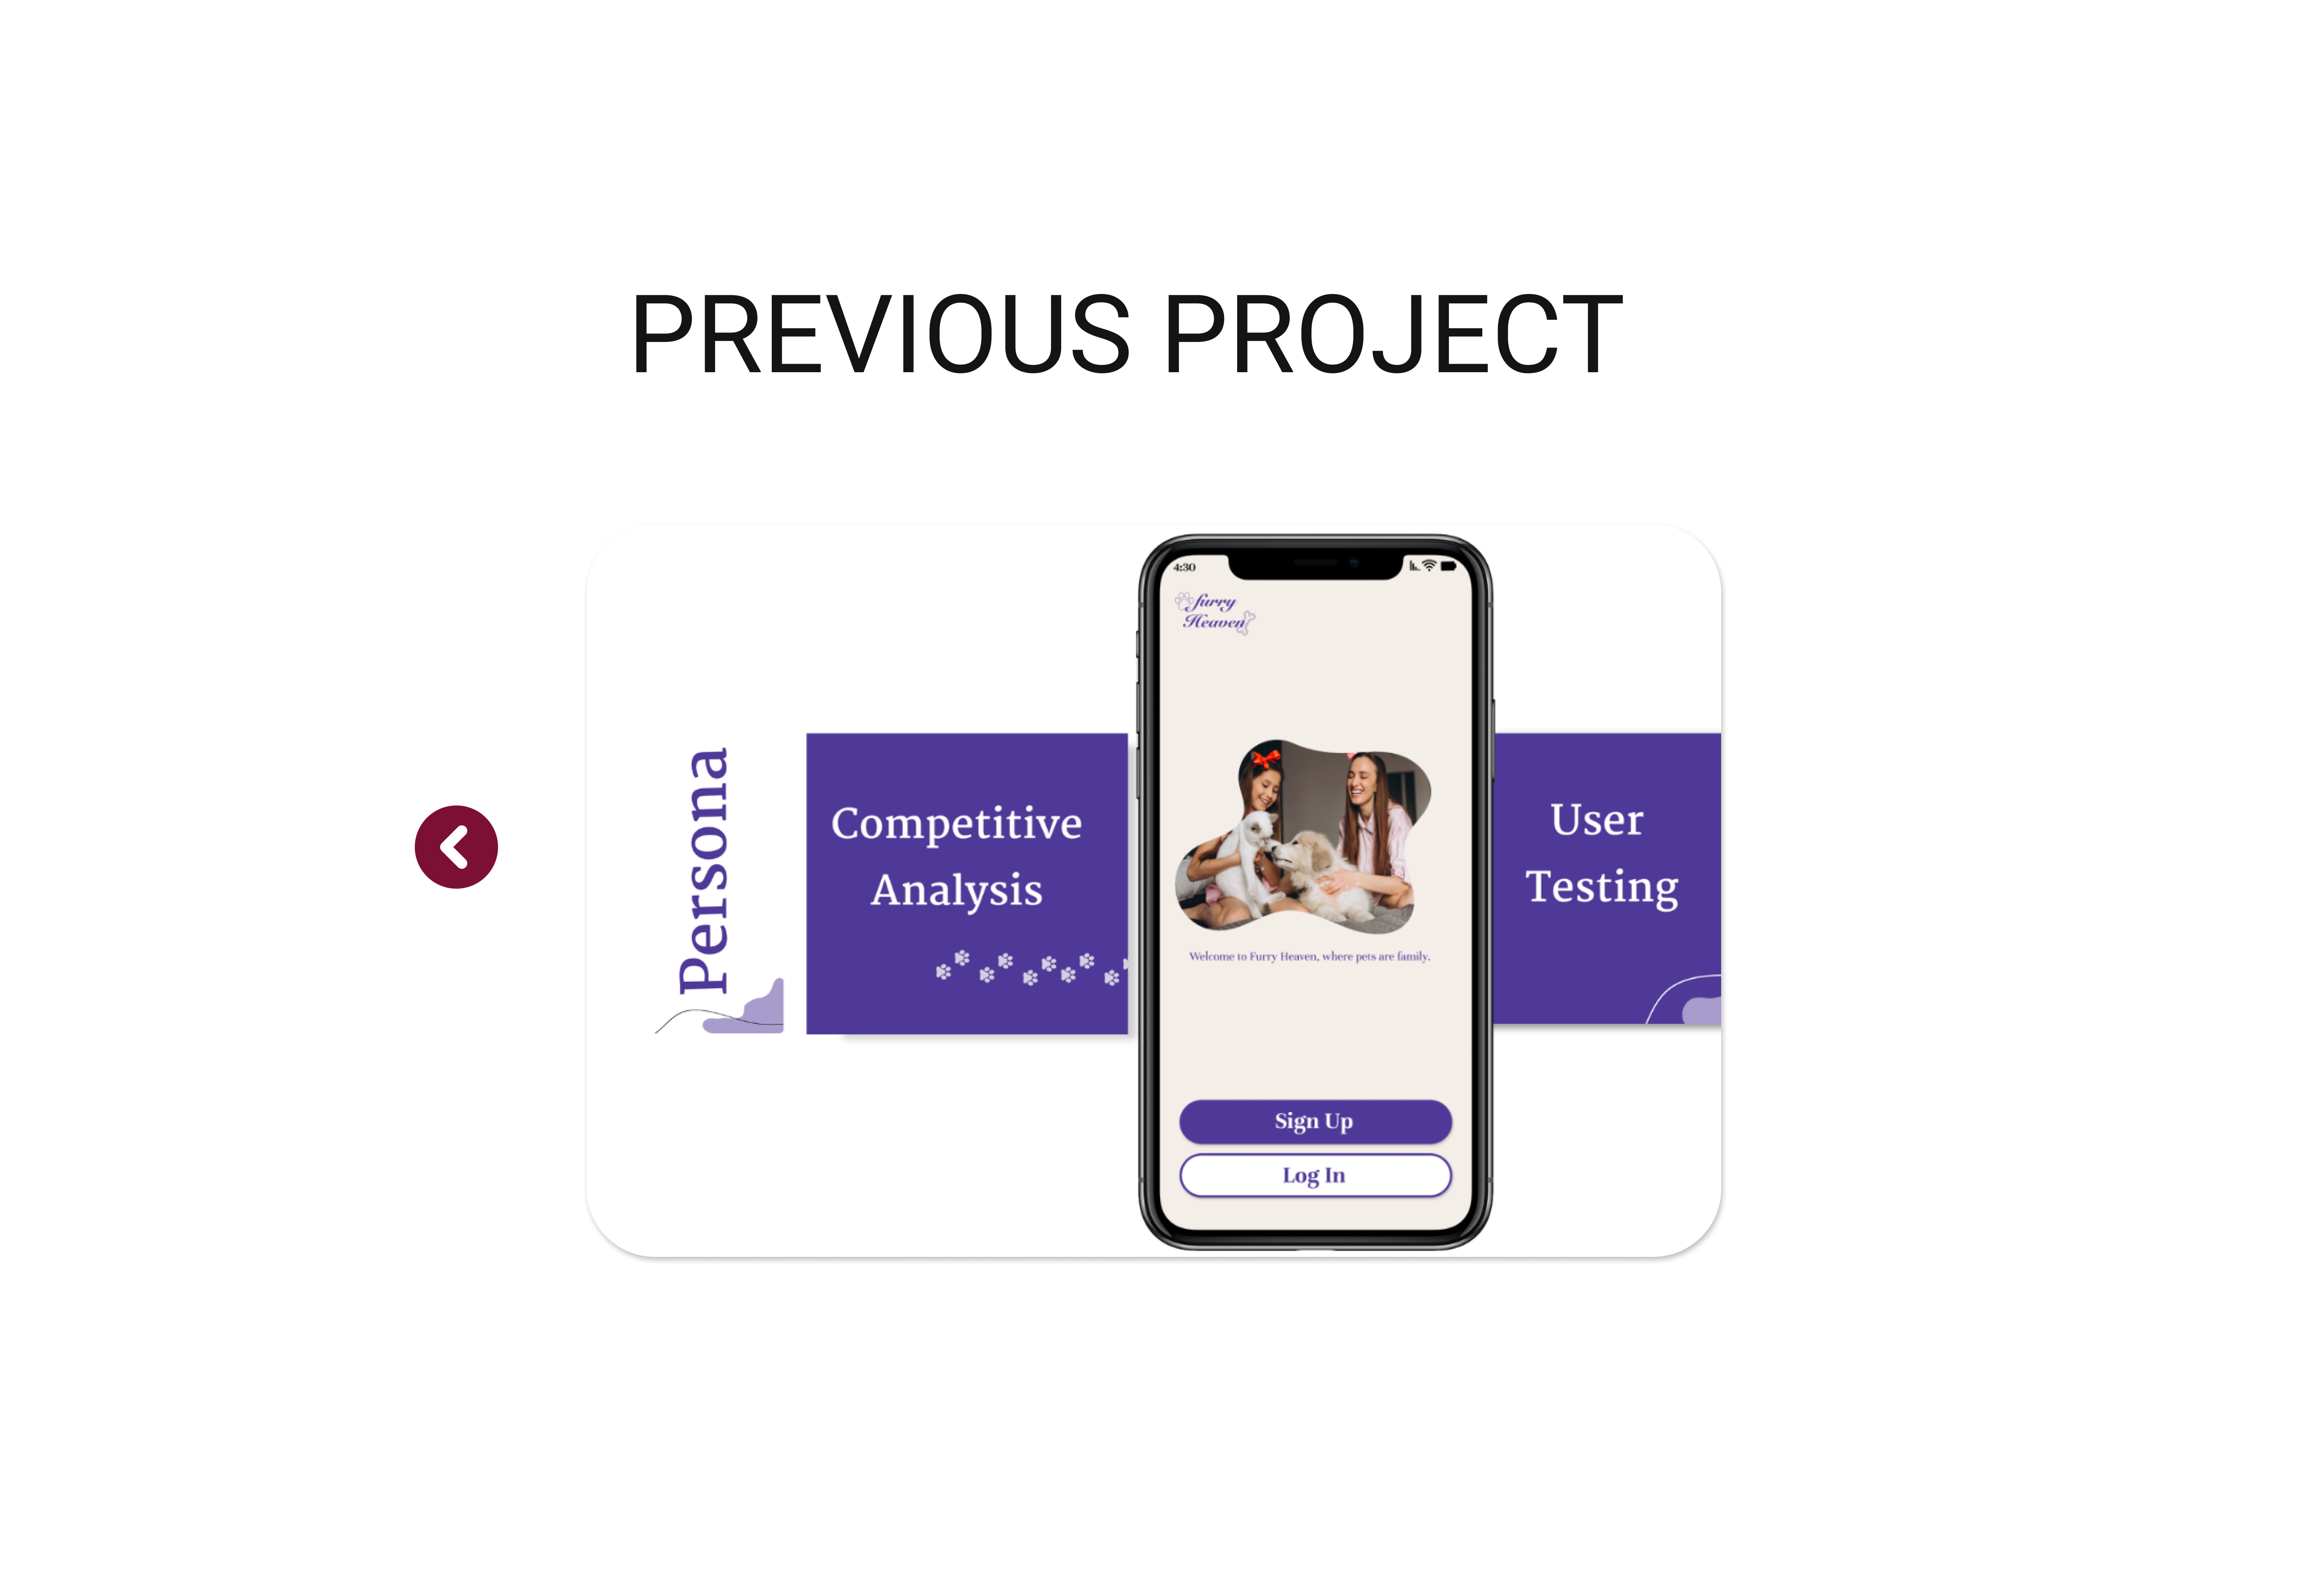 PREVIOUS PROJECT
Persona
Competitive
Analysis
4:30
furry
Heaven
Welcome to Furry Heaven, where pets are family.
Sign Up
Log In
User
Testing